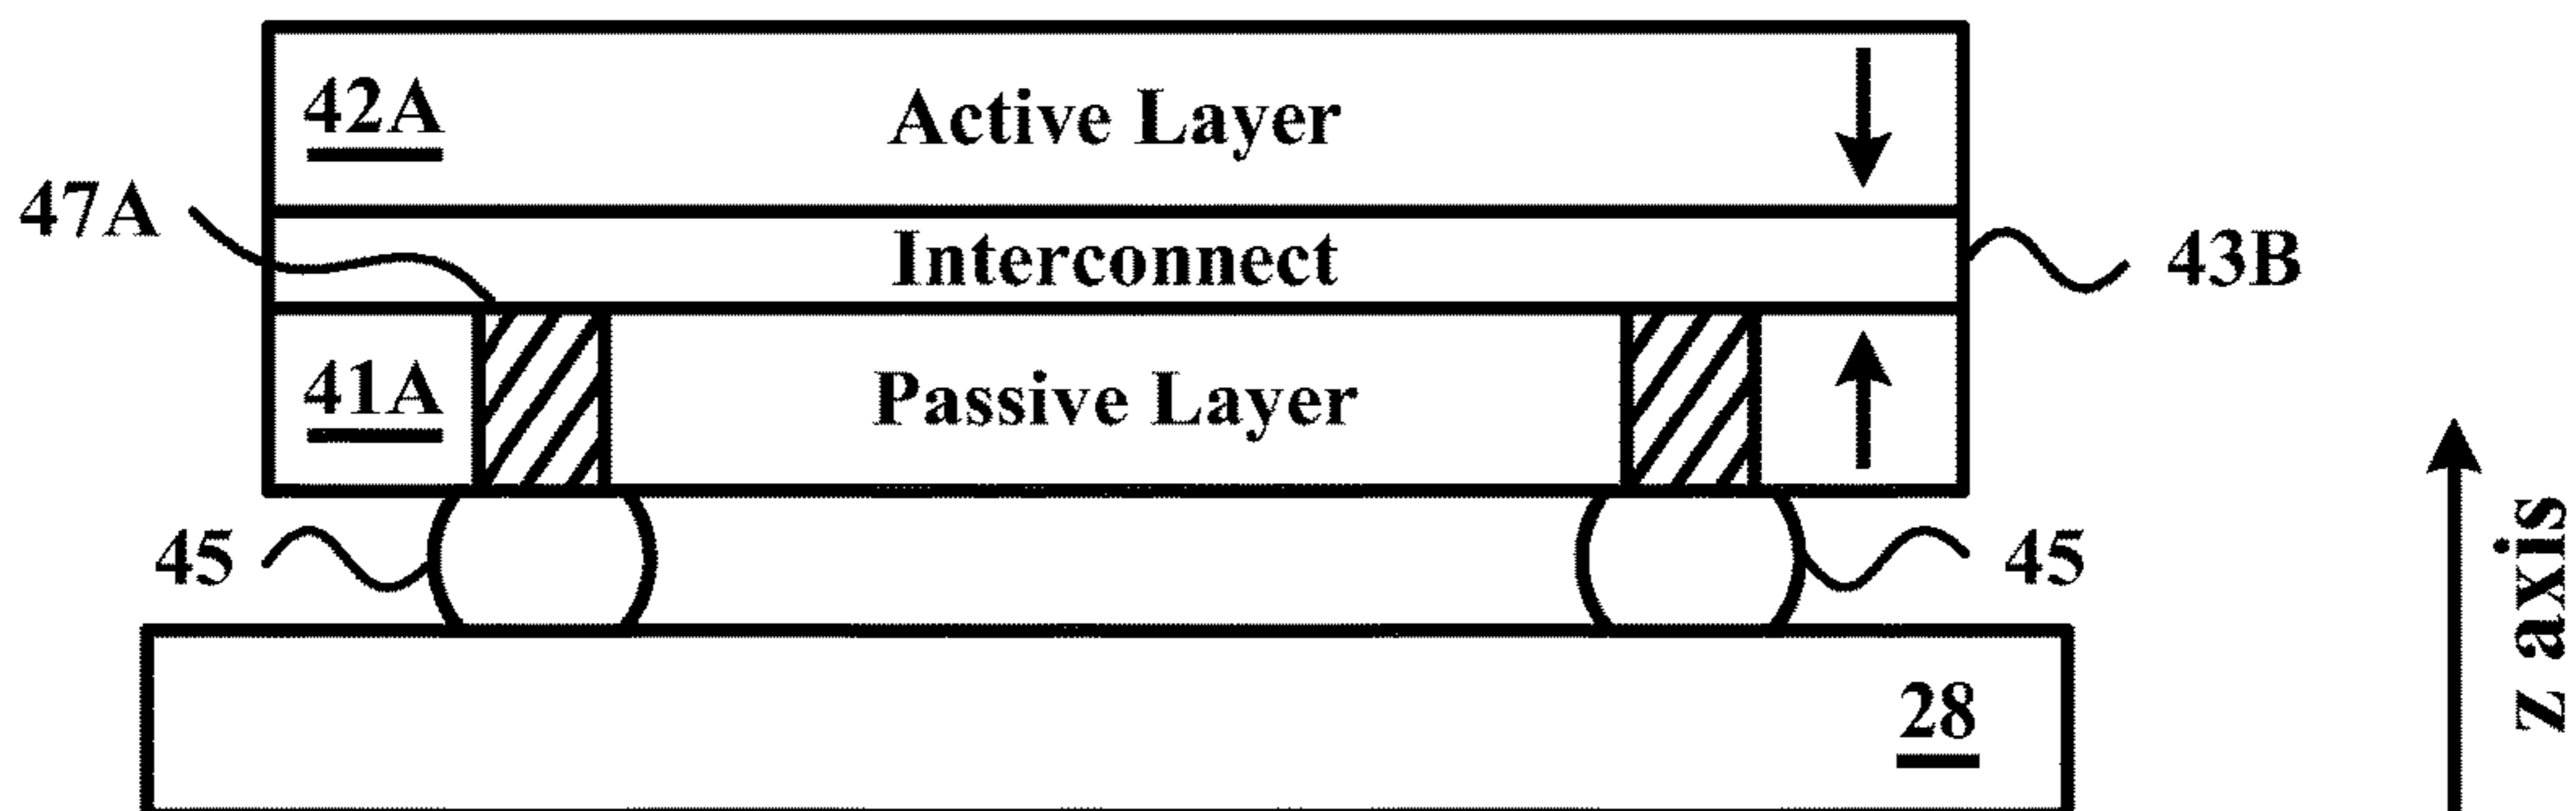 42A
Active Layer
47A
Interconnect
43B
41A
Passive Layer
45
45
28
z axis